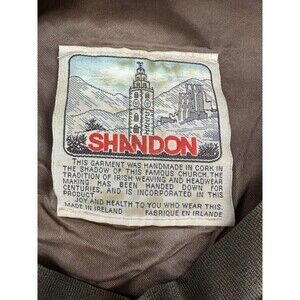 SHANDON
THIS GARMENT WAS HANDMADE IN CORK IN
THE SHADOW OF THIS FAMOUS CHURCH. THE
TRADITION OF IRISH WEAVING AND HEADWEAR
MAKING HAS BEEN HANDED DOWN FOR
CENTURIES, AND IS INCORPORATED IN THIS
PRODUCT
JOY AND HEALTH TO YOU WHO WEAR THIS.
MADE IN IRELAND FABRIQUE EN IRLANDE